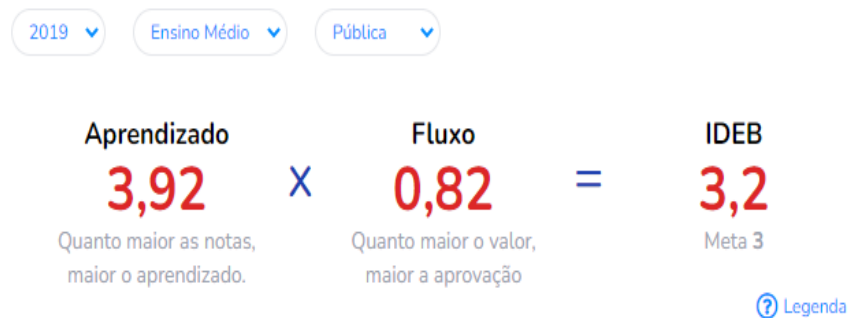 2019 Ensino Médio Pública
Aprendizado Fluxo IDEB
3,92 X 0,82 = 3,2
Quanto maior as notas, Quanto maior o valor, Meta 3
maior o aprendizado. maior a aprovação
? Legenda